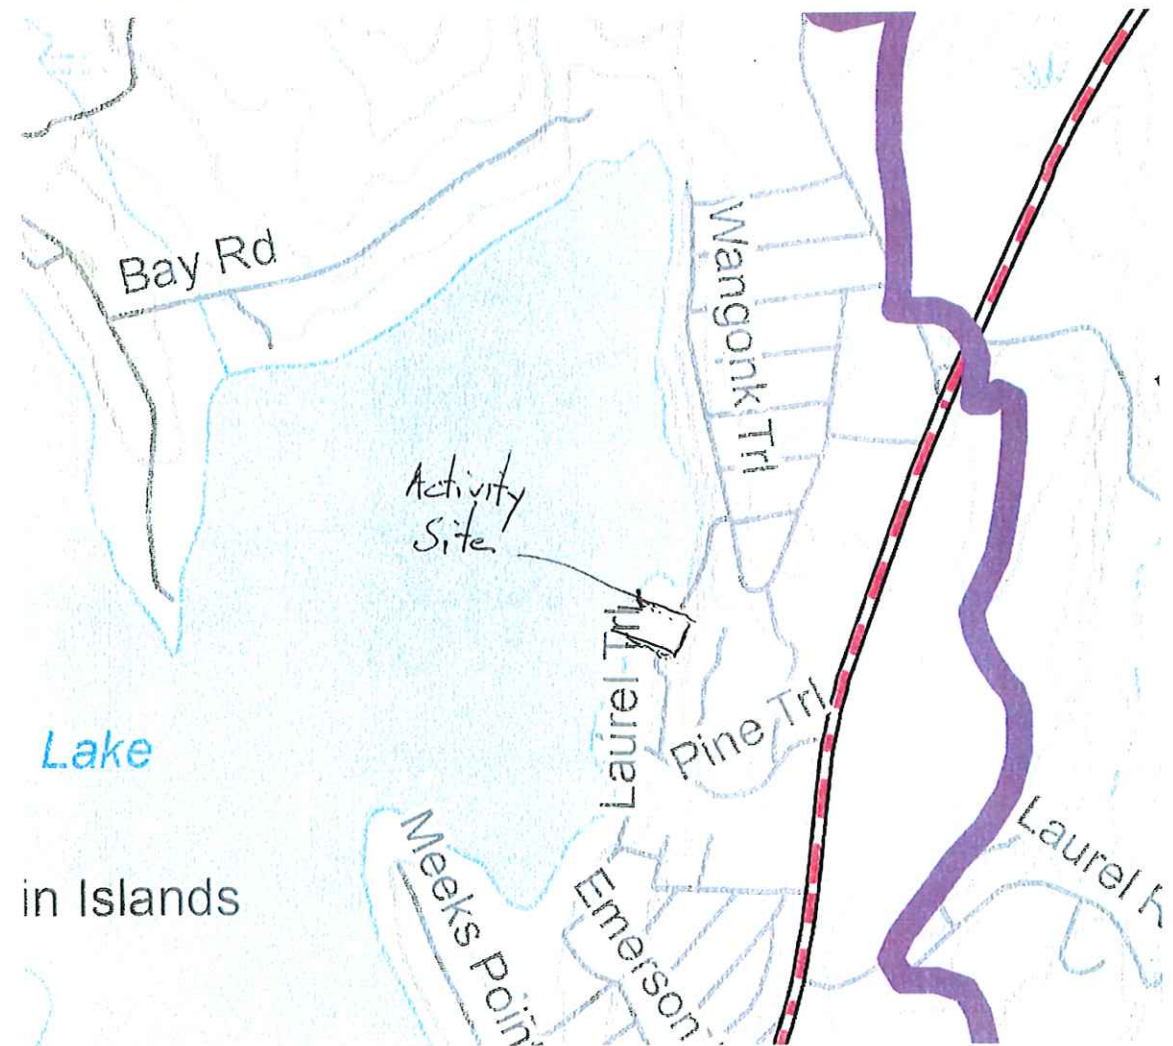 Bay Rd
Wangonk Trl
Activity
Site
Laurel Trl
Pine Trl
Lake
in Islands
Meeks Poin
Emerson
Laurel